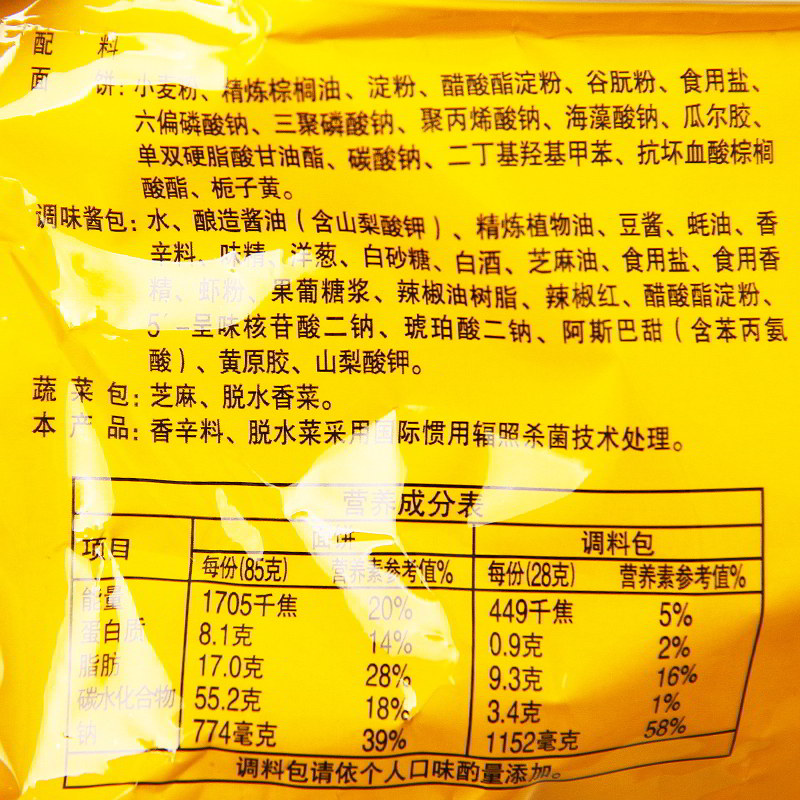 配 料
面 饼：小麦粉、精炼棕榈油、淀粉、醋酸酯淀粉、谷朊粉、食用盐、
六偏磷酸钠、三聚磷酸钠、聚丙烯酸钠、海藻酸钠、瓜尔胶、
单双硬脂酸甘油酯、碳酸钠、二丁基羟基甲苯、抗坏血酸棕榈
酸酯、栀子黄。
调味酱包：水、酿造酱油（含山梨酸钾）、精炼植物油、豆酱、蚝油、香
辛料、味精、洋葱、白砂糖、白酒、芝麻油、食用盐、食用香
精、虾粉、果葡糖浆、辣椒油树脂、辣椒红、醋酸酯淀粉、
5′-呈味核苷酸二钠、琥珀酸二钠、阿斯巴甜（含苯丙氨
酸）、黄原胶、山梨酸钾。
蔬 菜 包：芝麻、脱水香菜。
本 产 品：香辛料、脱水菜采用国际惯用辐照杀菌技术处理。
营养成分表
项目 面饼 调料包
每份(85克) 营养素参考值% 每份(28克) 营养素参考值%
能量 1705千焦 20% 449千焦 5%
蛋白质 8.1克 14% 0.9克 2%
脂肪 17.0克 28% 9.3克 16%
碳水化合物 55.2克 18% 3.4克 1%
钠 774毫克 39% 1152毫克 58%
调料包请依个人口味酌量添加。